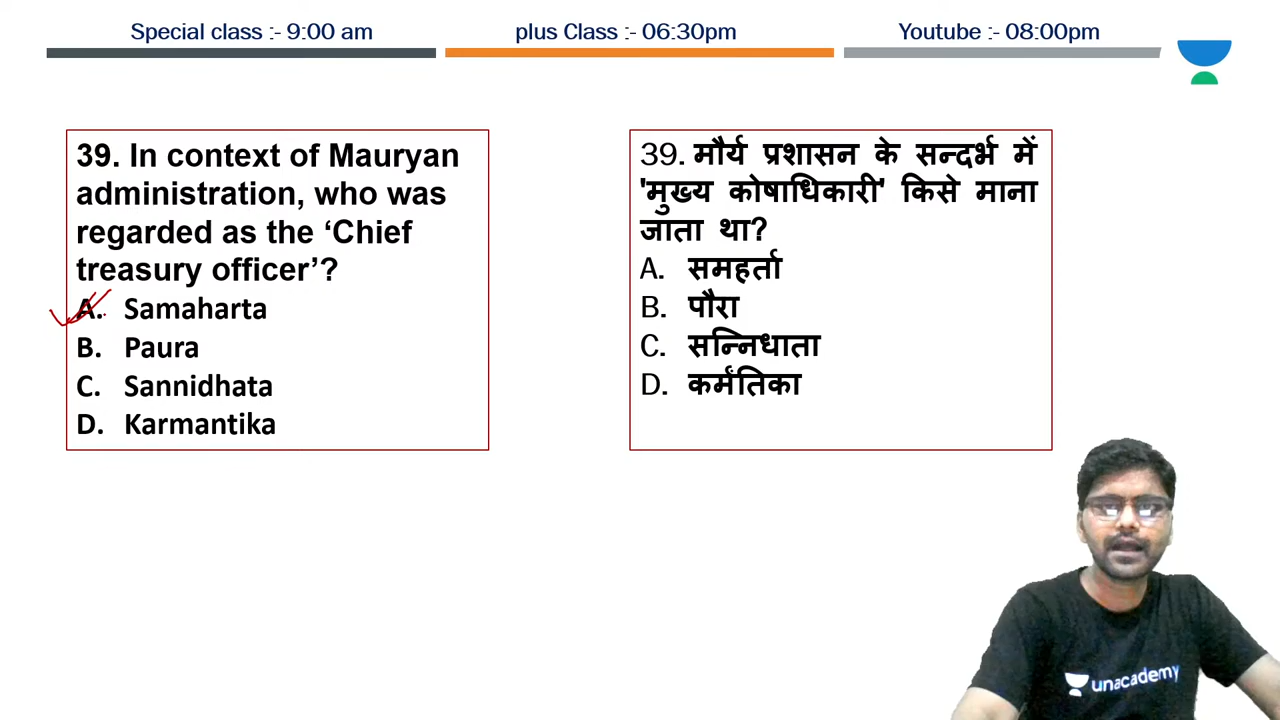 Special class :- 9:00 am
plus Class :- 06:30pm
Youtube :- 08:00pm
39. In context of Mauryan
administration, who was
regarded as the ‘Chief
treasury officer’?
A. Samaharta
B. Paura
C. Sannidhata
D. Karmantika
39. मौर्य प्रशासन के सन्दर्भ में
'मुख्य कोषाधिकारी' किसे माना
जाता था?
A. समहर्ता
B. पौरा
C. सन्निधाता
D. कर्मंतिका
unacademy